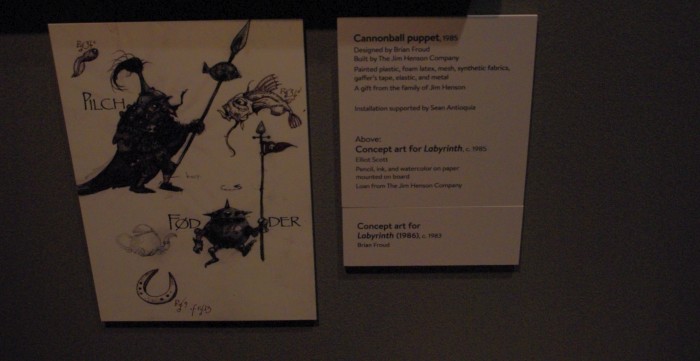 PILCH
FØD DER
Cannonball puppet, 1985
Designed by Brian Froud
Built by The Jim Henson Company
Painted plastic, foam latex, mesh, synthetic fabrics,
gaffer's tape, elastic, and metal
A gift from the family of Jim Henson
Installation supported by Sean Antioquia
Above:
Concept art for Labyrinth, c. 1985
Elliot Scott
Pencil, ink, and watercolor on paper
mounted on board
Loan from The Jim Henson Company
Concept art for
Labyrinth (1986), c. 1983
Brian Froud